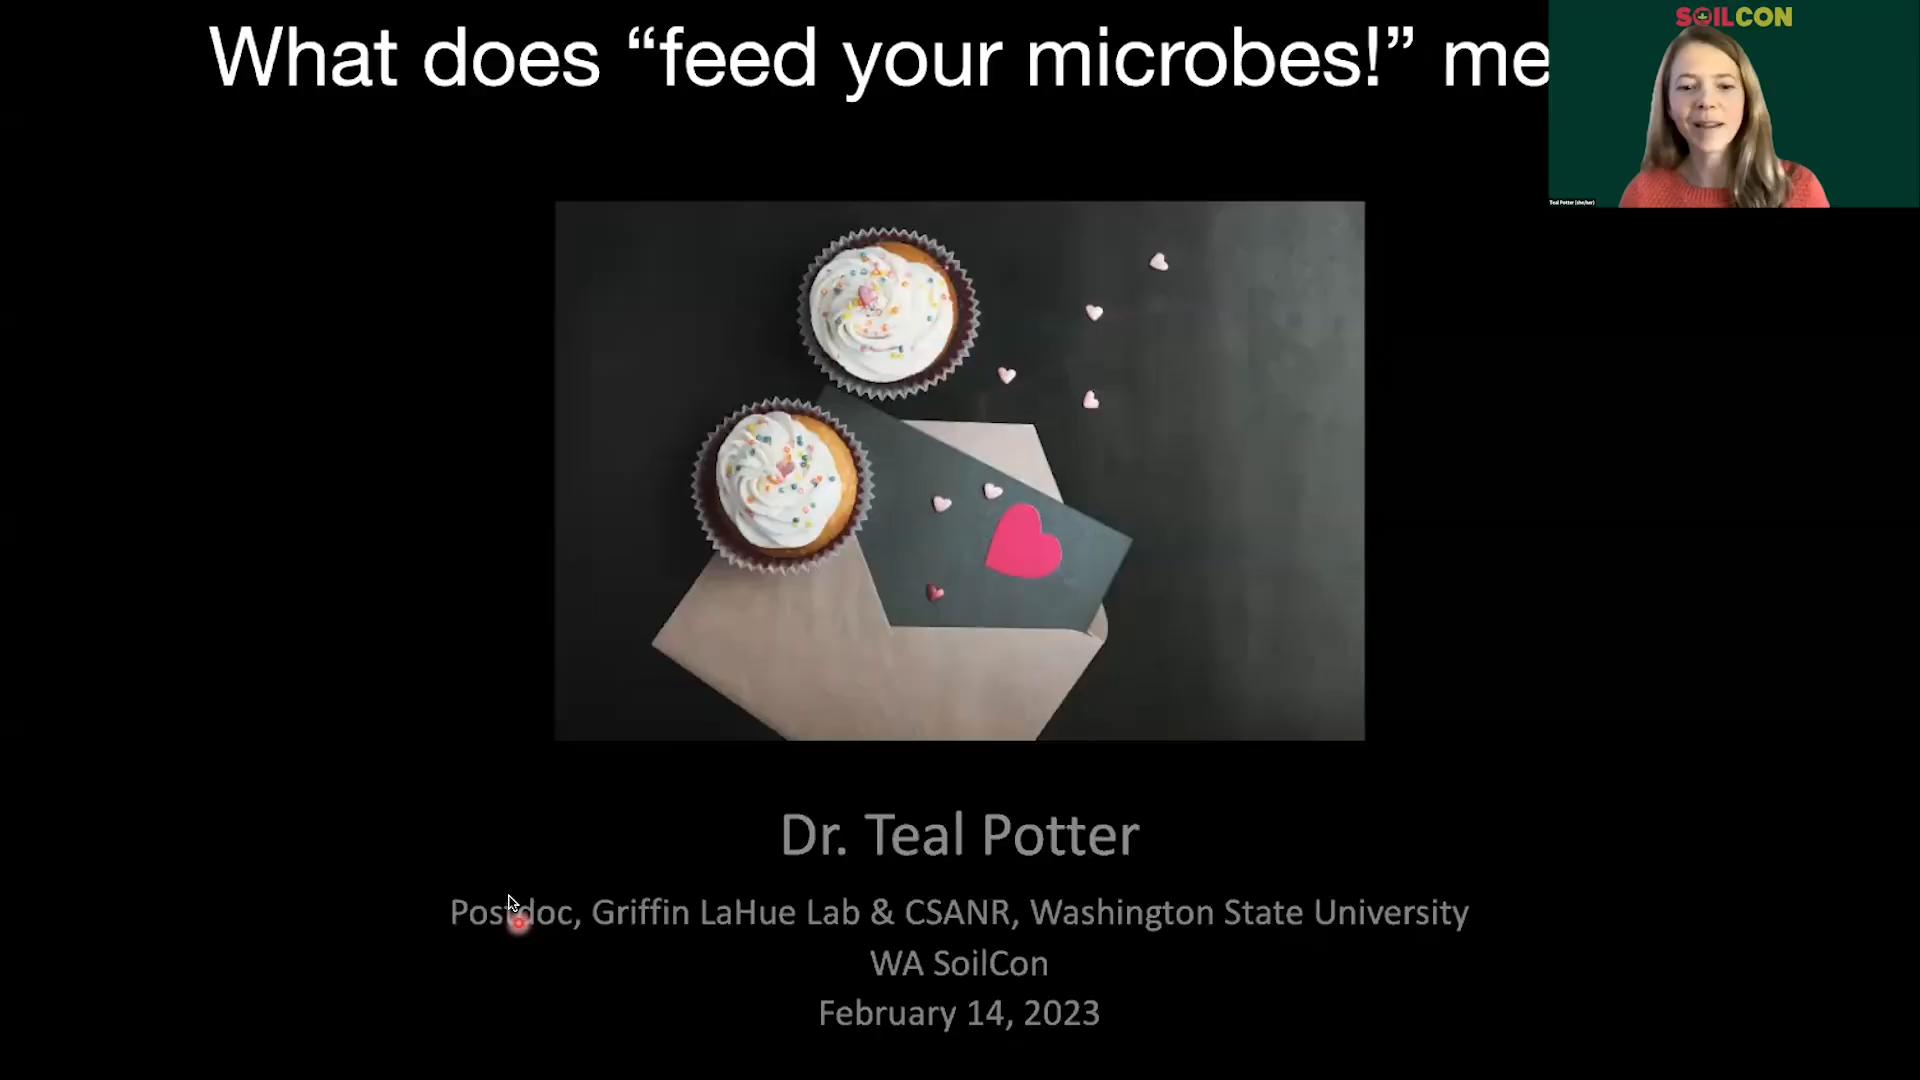 What does “feed your microbes!” me
SOILCON
Teal Potter (she/her)
Dr. Teal Potter
Postdoc, Griffin LaHue Lab & CSANR, Washington State University
WA SoilCon
February 14, 2023